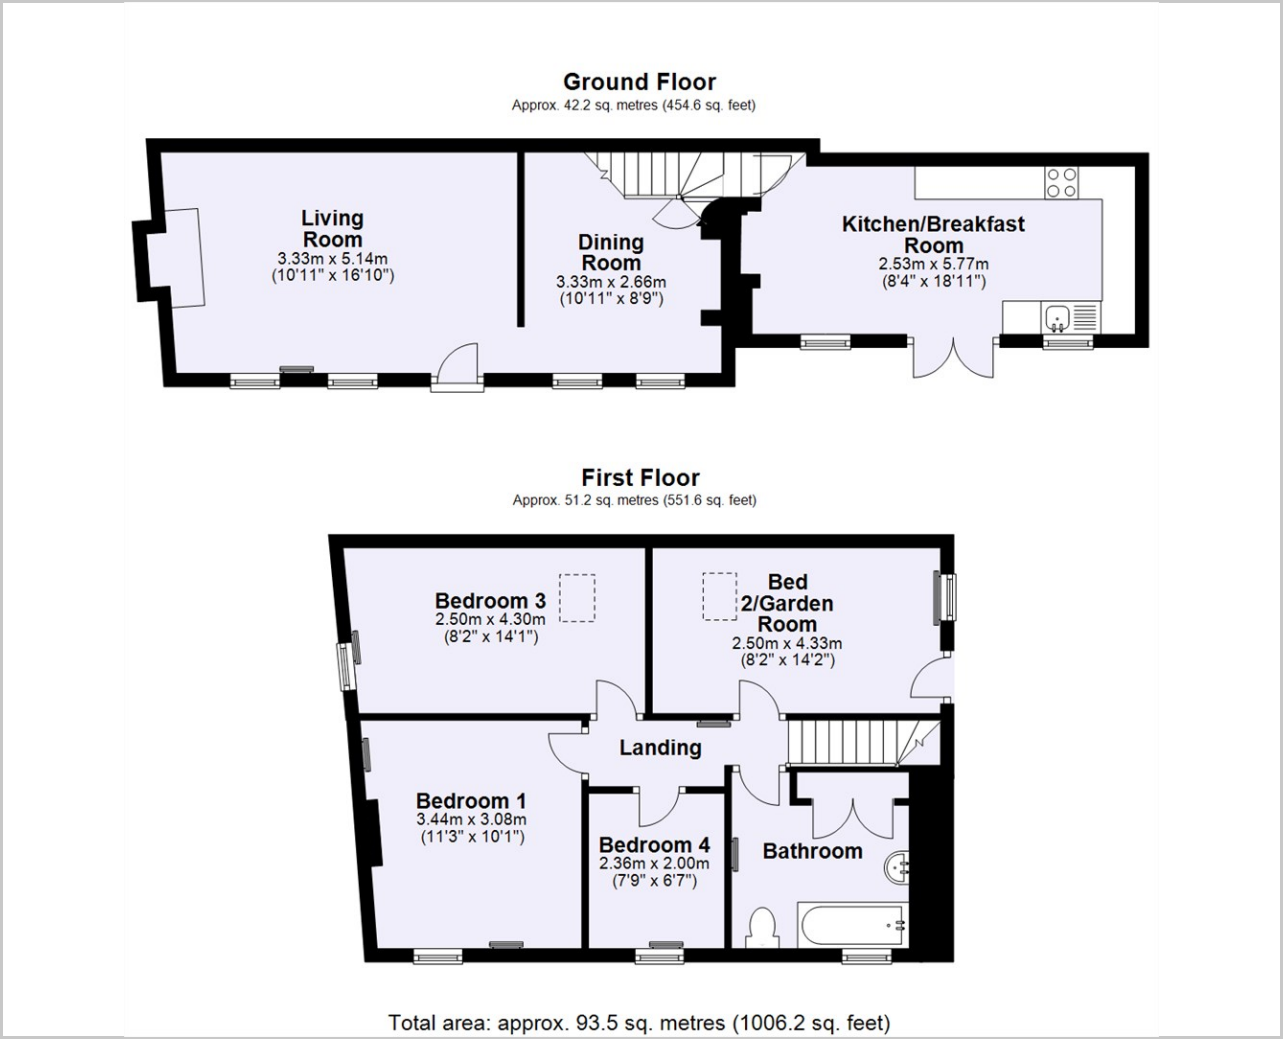 Ground Floor
Approx. 42.2 sq. metres (454.6 sq. feet)
Living
Room
3.33m x 5.14m
(10'11" x 16'10")
Dining
Room
3.33m x 2.66m
(10'11" x 8'9")
Kitchen/Breakfast
Room
2.53m x 5.77m
(8'4" x 18'11")
First Floor
Approx. 51.2 sq. metres (551.6 sq. feet)
Bedroom 3
2.50m x 4.30m
(8'2" x 14'1")
Bed
2/Garden
Room
2.50m x 4.33m
(8'2" x 14'2")
Landing
Bedroom 1
3.44m x 3.08m
(11'3" x 10'1")
Bedroom 4
2.36m x 2.00m
(7'9" x 6'7")
Bathroom
Total area: approx. 93.5 sq. metres (1006.2 sq. feet)